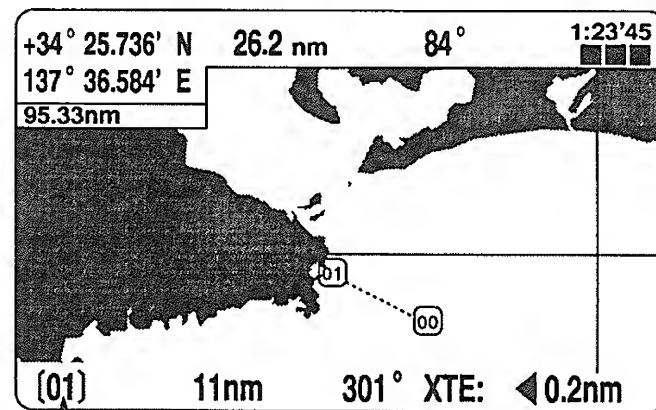 +34° 25.736' N 26.2 nm 84° 1:23'45
137° 36.584' E
95.33nm
01
00
(01) 11nm 301° XTE: ◀0.2nm